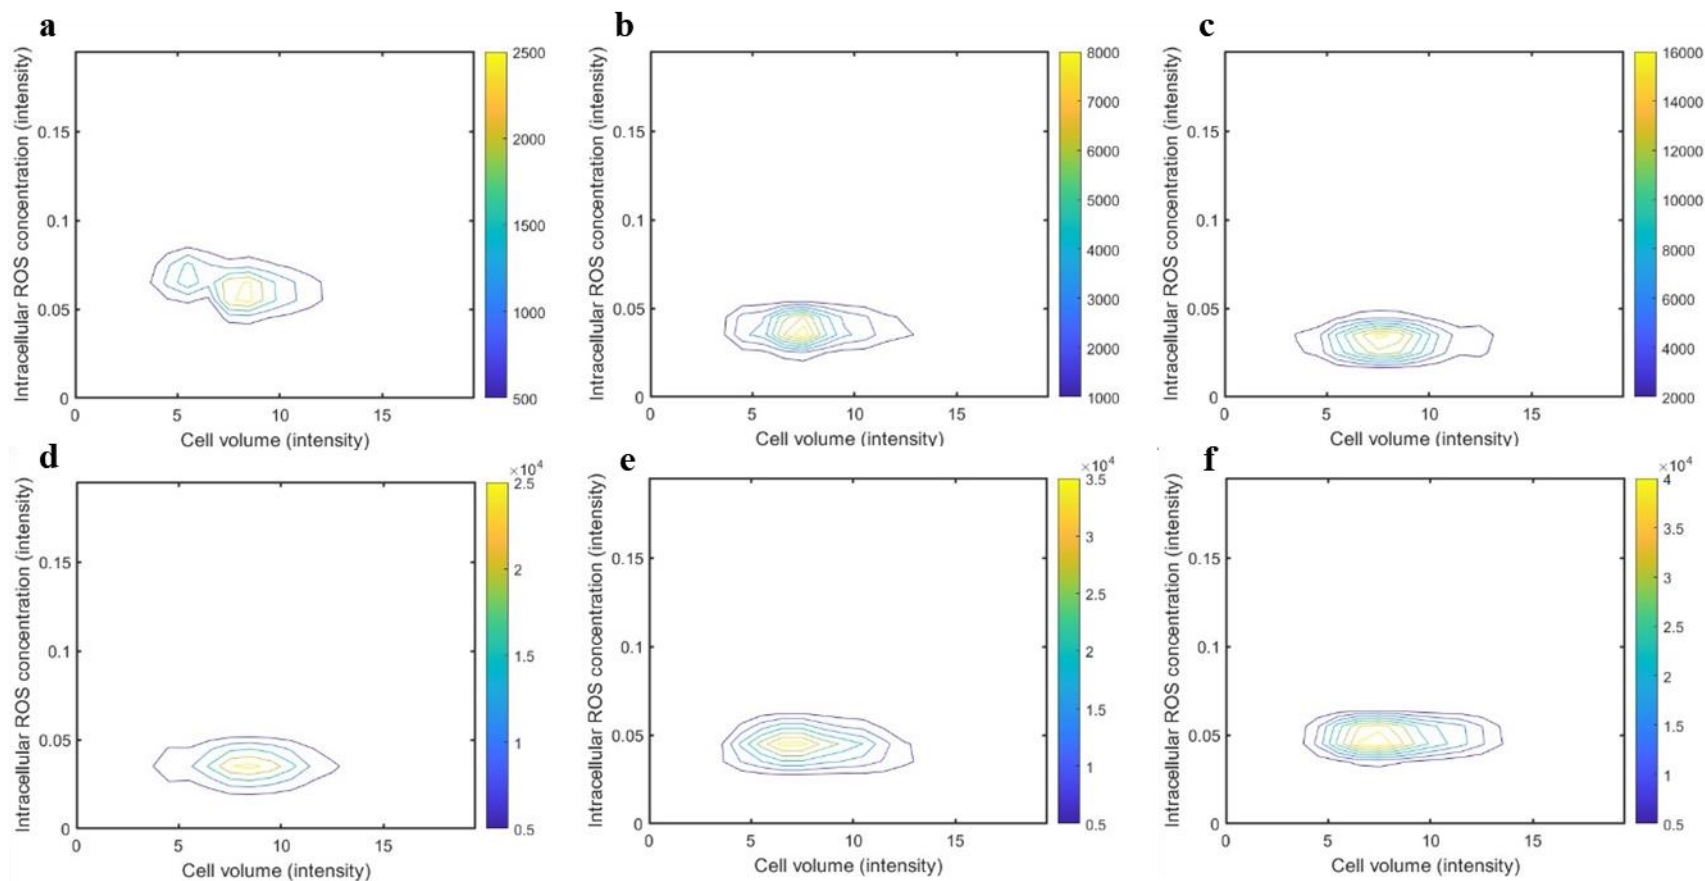 a
Intracellular ROS concentration (intensity)
0.15
0.1
0.05
0
0 5 10 15
Cell volume (intensity)
2500
2000
1500
1000
500
b
Intracellular ROS concentration (intensity)
0.15
0.1
0.05
0
0 5 10 15
Cell volume (intensity)
8000
7000
6000
5000
4000
3000
2000
1000
c
Intracellular ROS concentration (intensity)
0.15
0.1
0.05
0
0 5 10 15
Cell volume (intensity)
16000
14000
12000
10000
8000
6000
4000
2000
d
Intracellular ROS concentration (intensity)
0.15
0.1
0.05
0
0 5 10 15
Cell volume (intensity)
×10⁴
2.5
2
1.5
1
0.5
e
Intracellular ROS concentration (intensity)
0.15
0.1
0.05
0
0 5 10 15
Cell volume (intensity)
×10⁴
3.5
3
2.5
2
1.5
1
0.5
f
Intracellular ROS concentration (intensity)
0.15
0.1
0.05
0
0 5 10 15
Cell volume (intensity)
×10⁴
4
3.5
3
2.5
2
1.5
1
0.5